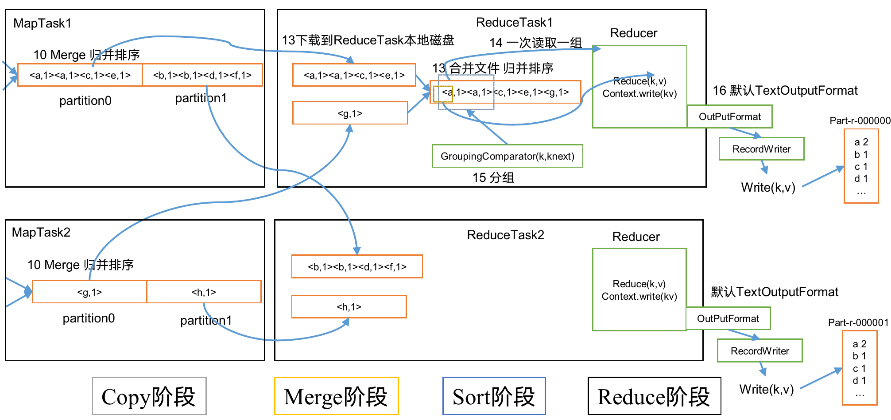 MapTask1
10 Merge 归并排序
<a,1><a,1><c,1><e,1>
<b,1><b,1><d,1><f,1>
partition0
partition1
ReduceTask1
13下载到ReduceTask本地磁盘
<a,1><a,1><c,1><e,1>
<g,1>
14 一次读取一组
13 合并文件 归并排序
<a,1><a,1><c,1><e,1><g,1>
GroupingComparator(k,knext)
15 分组
Reducer
Reduce(k,v)
Context.write(kv)
16 默认TextOutputFormat
OutPutFormat
RecordWriter
Write(k,v)
Part-r-000000
a 2
b 1
c 1
d 1
...
MapTask2
10 Merge 归并排序
<g,1>
<h,1>
partition0
partition1
ReduceTask2
<b,1><b,1><d,1><f,1>
<h,1>
Reducer
Reduce(k,v)
Context.write(kv)
默认TextOutputFormat
OutPutFormat
RecordWriter
Write(k,v)
Part-r-000001
a 2
b 1
c 1
d 1
...
Copy阶段
Merge阶段
Sort阶段
Reduce阶段